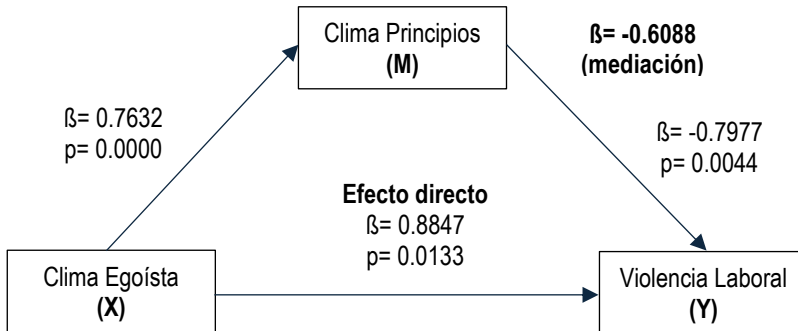 Clima Principios
(M)
ß= -0.6088
(mediación)
ß= 0.7632
p= 0.0000
ß= -0.7977
p= 0.0044
Efecto directo
ß= 0.8847
p= 0.0133
Clima Egoísta
(X)
Violencia Laboral
(Y)